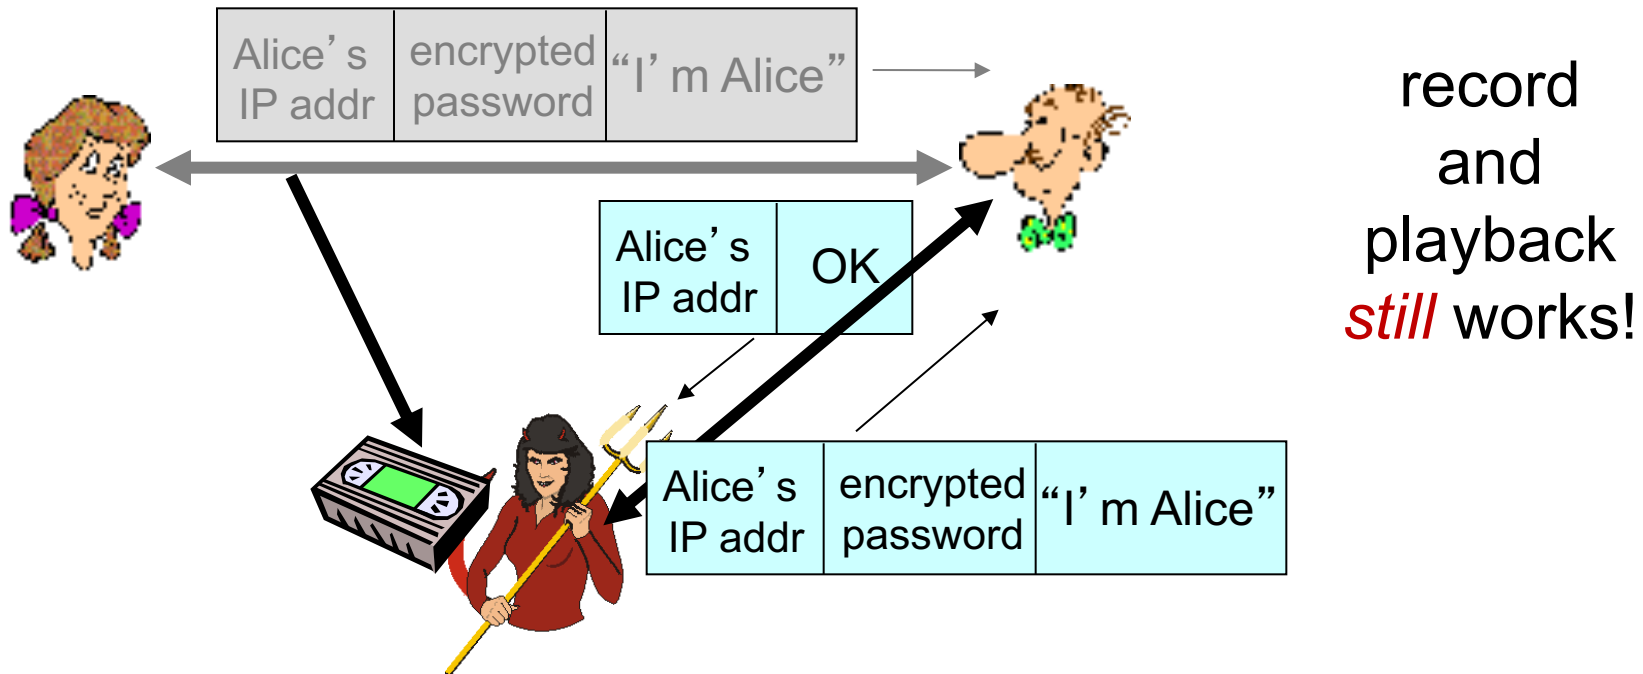 Alice’s
IP addr
encrypted
password
“I’m Alice”
record
and
playback
still works!
Alice’s
IP addr
OK
Alice’s
IP addr
encrypted
password
“I’m Alice”